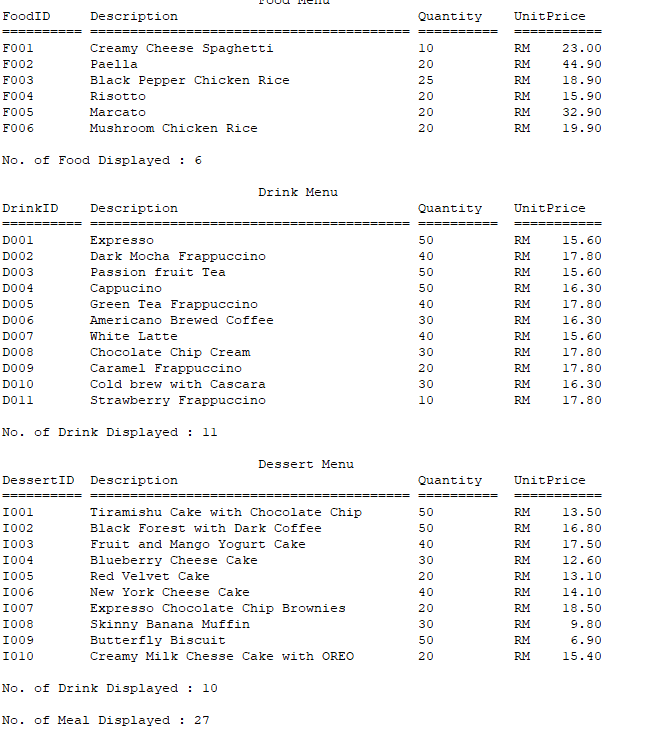 Food Menu
FoodID Description Quantity UnitPrice
========== ======================================== ========== ===========
F001 Creamy Cheese Spaghetti 10 RM 23.00
F002 Paella 20 RM 44.90
F003 Black Pepper Chicken Rice 25 RM 18.90
F004 Risotto 20 RM 15.90
F005 Marcato 20 RM 32.90
F006 Mushroom Chicken Rice 20 RM 19.90
No. of Food Displayed : 6
Drink Menu
DrinkID Description Quantity UnitPrice
========== ======================================== ========== ===========
D001 Expresso 50 RM 15.60
D002 Dark Mocha Frappuccino 40 RM 17.80
D003 Passion fruit Tea 50 RM 15.60
D004 Cappucino 50 RM 16.30
D005 Green Tea Frappuccino 40 RM 17.80
D006 Americano Brewed Coffee 30 RM 16.30
D007 White Latte 40 RM 15.60
D008 Chocolate Chip Cream 30 RM 17.80
D009 Caramel Frappuccino 20 RM 17.80
D010 Cold brew with Cascara 30 RM 16.30
D011 Strawberry Frappuccino 10 RM 17.80
No. of Drink Displayed : 11
Dessert Menu
DessertID Description Quantity UnitPrice
========== ======================================== ========== ===========
I001 Tiramishu Cake with Chocolate Chip 50 RM 13.50
I002 Black Forest with Dark Coffee 50 RM 16.80
I003 Fruit and Mango Yogurt Cake 40 RM 17.50
I004 Blueberry Cheese Cake 30 RM 12.60
I005 Red Velvet Cake 20 RM 13.10
I006 New York Cheese Cake 40 RM 14.10
I007 Expresso Chocolate Chip Brownies 20 RM 18.50
I008 Skinny Banana Muffin 30 RM 9.80
I009 Butterfly Biscuit 50 RM 6.90
I010 Creamy Milk Chesse Cake with OREO 20 RM 15.40
No. of Drink Displayed : 10
No. of Meal Displayed : 27